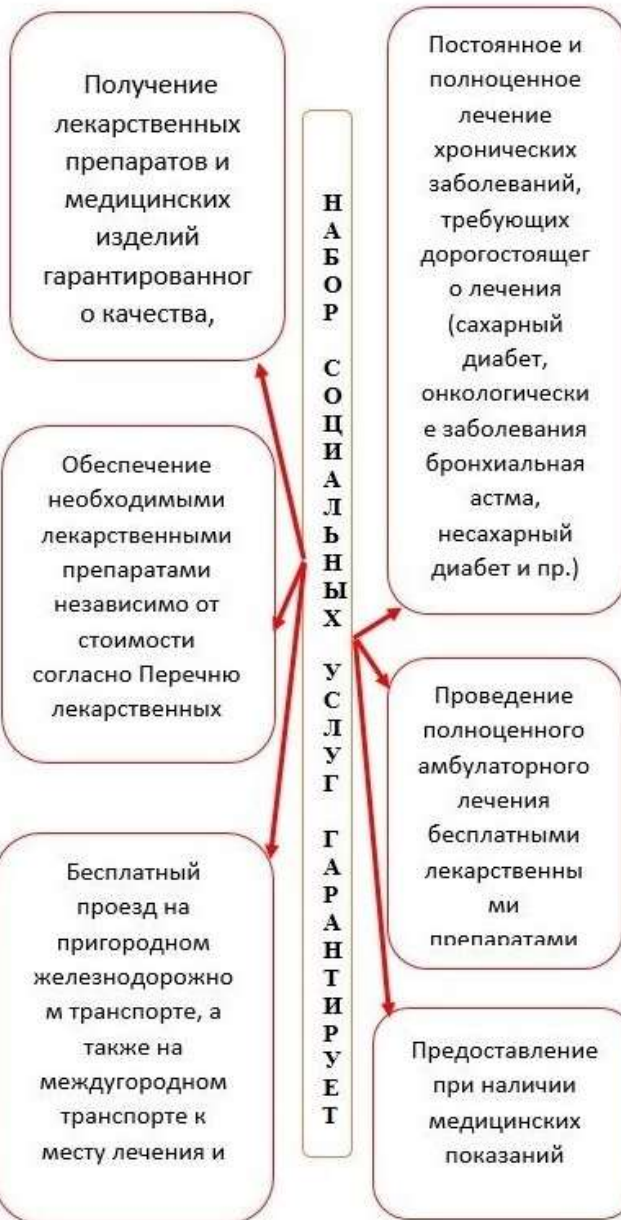 Получение
лекарственных
препаратов и
медицинских
изделий
гарантированног
о качества,
Обеспечение
необходимыми
лекарственными
препаратами
независимо от
стоимости
согласно Перечню
лекарственных
Бесплатный
проезд на
пригородном
железнодорожно
м транспорте, а
также на
междугородном
транспорте к
месту лечения и
НАБОР СОЦИАЛЬНЫХ УСЛУГ ГАРАНТИРУЕТ
Постоянное и
полноценное
лечение
хронических
заболеваний,
требующих
дорогостоящег
о лечения
(сахарный
диабет,
онкологически
е заболевания
бронхиальная
астма,
несахарный
диабет и пр.)
Проведение
полноценного
амбулаторного
лечения
бесплатными
лекарственны
ми
препаратами
Предоставление
при наличии
медицинских
показаний